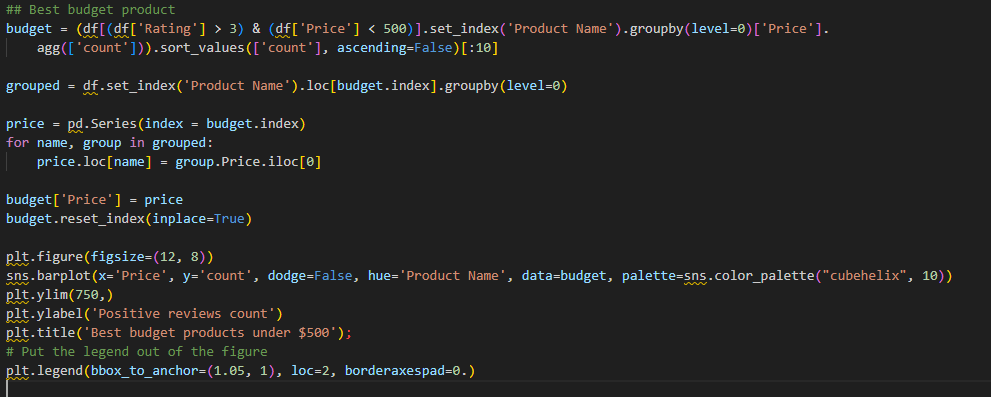 ## Best budget product
budget = (df[(df['Rating'] > 3) & (df['Price'] < 500)].set_index('Product Name').groupby(level=0)['Price'].
    agg(['count'])).sort_values(['count'], ascending=False)[:10]

grouped = df.set_index('Product Name').loc[budget.index].groupby(level=0)

price = pd.Series(index = budget.index)
for name, group in grouped:
    price.loc[name] = group.Price.iloc[0]

budget['Price'] = price
budget.reset_index(inplace=True)

plt.figure(figsize=(12, 8))
sns.barplot(x='Price', y='count', dodge=False, hue='Product Name', data=budget, palette=sns.color_palette("cubehelix", 10))
plt.ylim(750,)
plt.ylabel('Positive reviews count')
plt.title('Best budget products under $500');
# Put the legend out of the figure
plt.legend(bbox_to_anchor=(1.05, 1), loc=2, borderaxespad=0.)